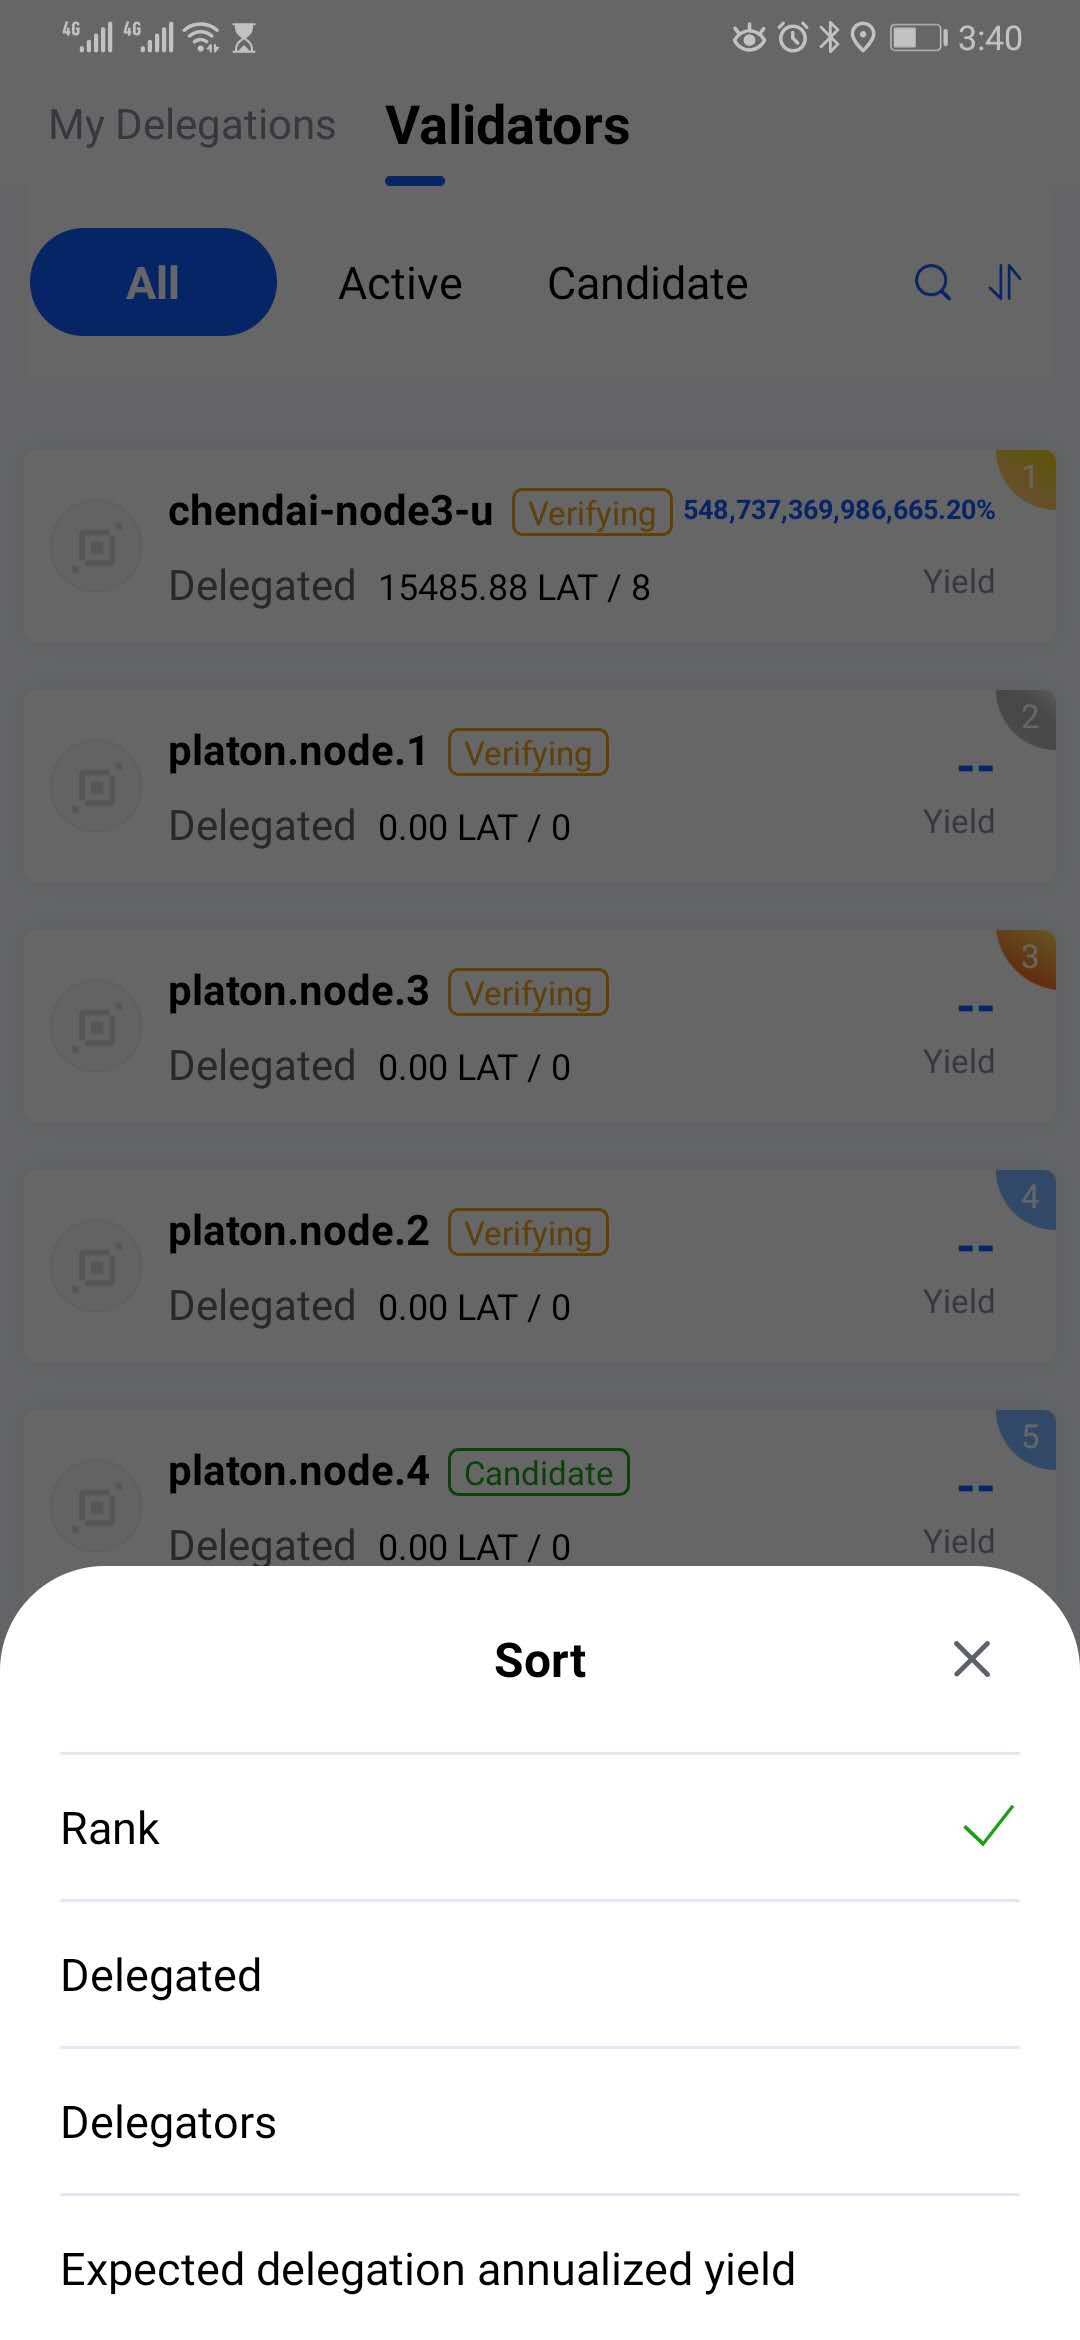 4G 4G 3:40
My Delegations Validators
All Active Candidate
1
chendai-node3-u Verifying 548,737,369,986,665.20%
Delegated 15485.88 LAT / 8 Yield
2
platon.node.1 Verifying --
Delegated 0.00 LAT / 0 Yield
3
platon.node.3 Verifying --
Delegated 0.00 LAT / 0 Yield
4
platon.node.2 Verifying --
Delegated 0.00 LAT / 0 Yield
5
platon.node.4 Candidate --
Delegated 0.00 LAT / 0 Yield
Sort
Rank
Delegated
Delegators
Expected delegation annualized yield